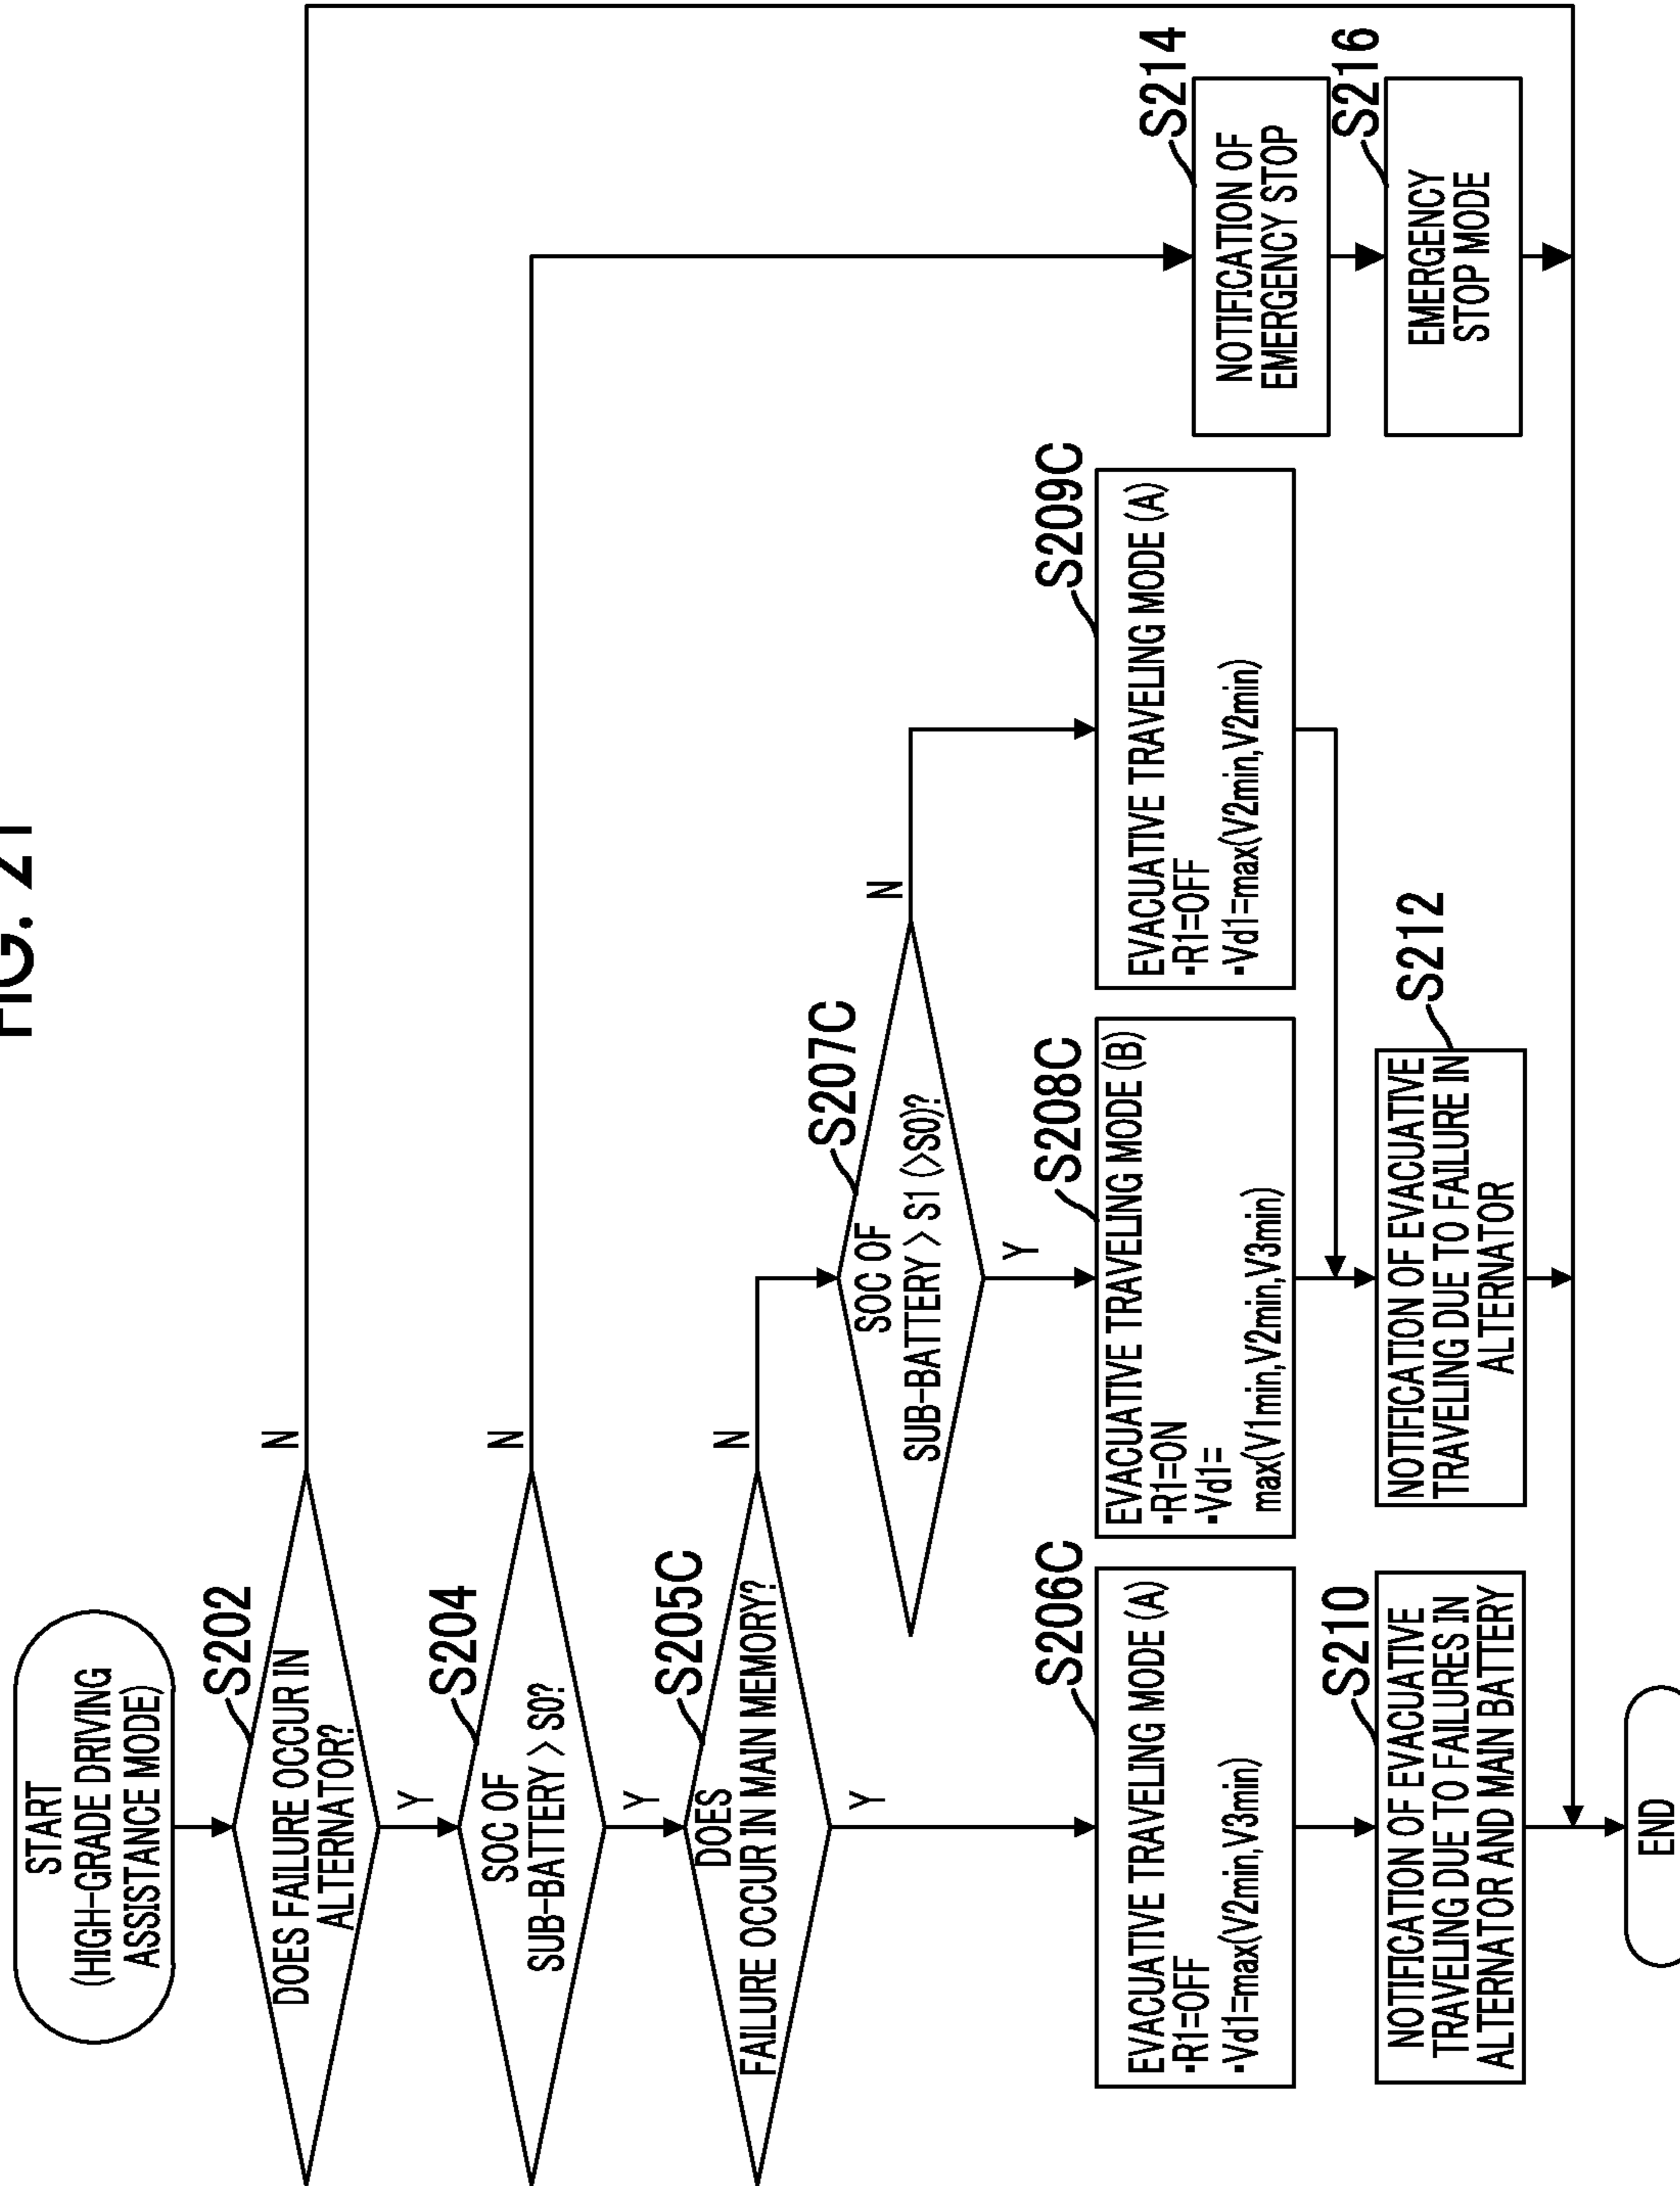 FIG. 21
START
(HIGH-GRADE DRIVING
ASSISTANCE MODE)
S202
DOES FAILURE OCCUR IN
ALTERNATOR?
N
Y
S204
SOC OF
SUB-BATTERY > S0?
N
Y
S205C
DOES
FAILURE OCCUR IN MAIN MEMORY?
N
Y
S207C
SOC OF
SUB-BATTERY > S1 (>S0)?
N
Y
S206C
EVACUATIVE TRAVELING MODE (A)
·R1=OFF
·Vd1=max(V2min,V3min)
S208C
EVACUATIVE TRAVELING MODE (B)
·R1=ON
·Vd1=
max(V1min,V2min,V3min)
S209C
EVACUATIVE TRAVELING MODE (A)
·R1=OFF
·Vd1=max(V2min,V2min)
S210
NOTIFICATION OF EVACUATIVE
TRAVELING DUE TO FAILURES IN
ALTERNATOR AND MAIN BATTERY
S212
NOTIFICATION OF EVACUATIVE
TRAVELING DUE TO FAILURE IN
ALTERNATOR
S214
NOTIFICATION OF
EMERGENCY STOP
S216
EMERGENCY
STOP MODE
END